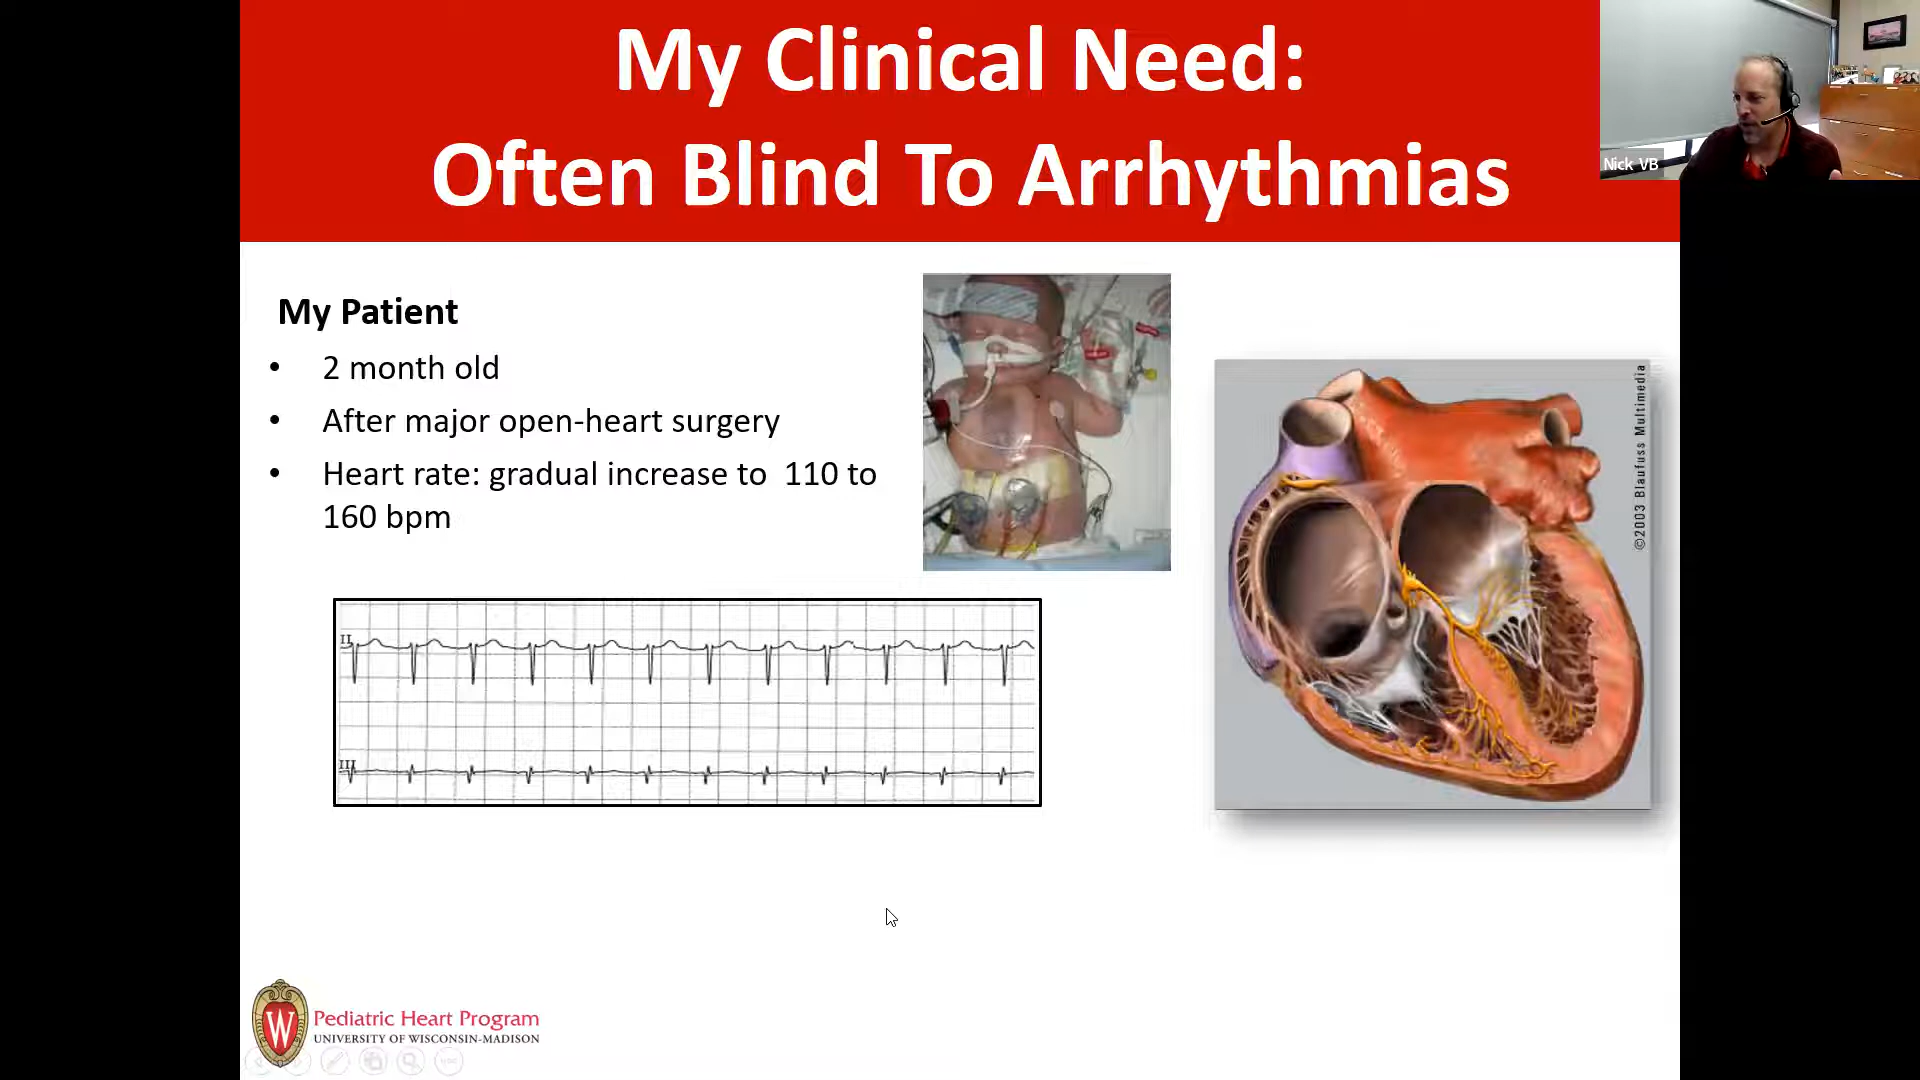 My Clinical Need:
Often Blind To Arrhythmias
Nick VB
My Patient
• 2 month old
• After major open-heart surgery
• Heart rate: gradual increase to 110 to
160 bpm
©2003 Blaufuss Multimedia
II
III
W
Pediatric Heart Program
UNIVERSITY OF WISCONSIN-MADISON